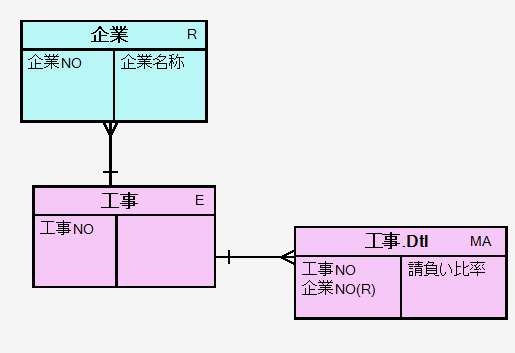 企業 R
企業NO 企業名称
工事 E
工事NO
工事.Dtl MA
工事NO 請負い比率
企業NO(R)